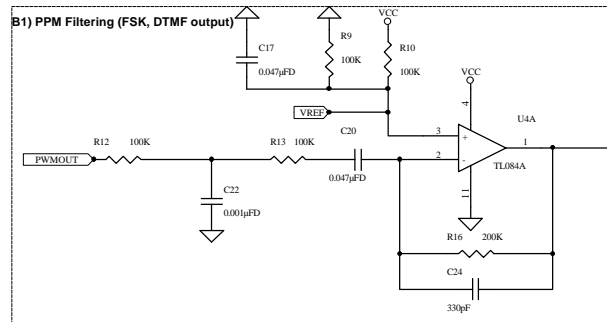 B1) PPM Filtering (FSK, DTMF output)
VCC
C17
0.047µFD
R9
100K
R10
100K
VCC
VREF
4
U4A
R12 100K
R13 100K
C20
0.047µFD
3
+
2
-
1
TL084A
PWMOUT
C22
0.001µFD
11
R16 200K
C24
330pF